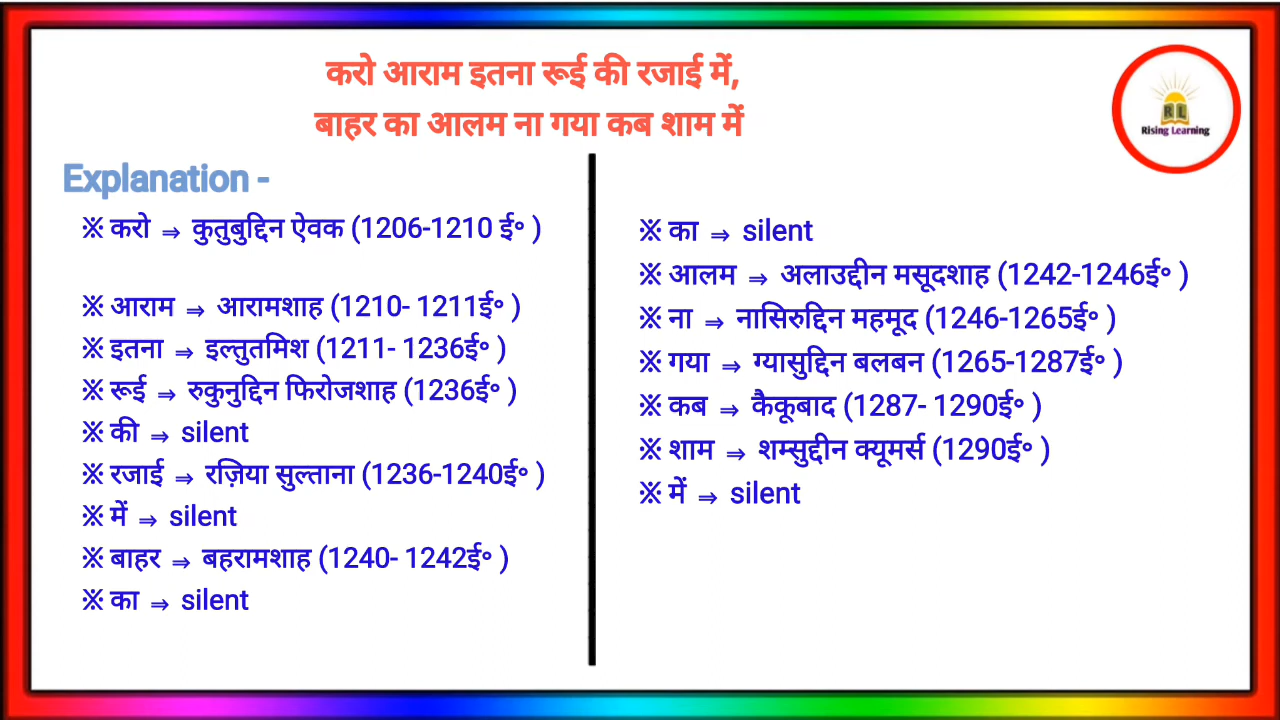 करो आराम इतना रूई की रजाई में,
बाहर का आलम ना गया कब शाम में
RL
Rising Learning
Explanation -
※ करो ⇒ कुतुबुद्दिन ऐवक (1206-1210 ई॰ )
※ आराम ⇒ आरामशाह (1210- 1211ई॰ )
※ इतना ⇒ इल्तुतमिश (1211- 1236ई॰ )
※ रूई ⇒ रुकुनुद्दिन फिरोजशाह (1236ई॰ )
※ की ⇒ silent
※ रजाई ⇒ रज़िया सुल्ताना (1236-1240ई॰ )
※ में ⇒ silent
※ बाहर ⇒ बहरामशाह (1240- 1242ई॰ )
※ का ⇒ silent
※ का ⇒ silent
※ आलम ⇒ अलाउद्दीन मसूदशाह (1242-1246ई॰ )
※ ना ⇒ नासिरुद्दिन महमूद (1246-1265ई॰ )
※ गया ⇒ ग्यासुद्दिन बलबन (1265-1287ई॰ )
※ कब ⇒ कैकूबाद (1287- 1290ई॰ )
※ शाम ⇒ शम्सुद्दीन क्यूमर्स (1290ई॰ )
※ में ⇒ silent